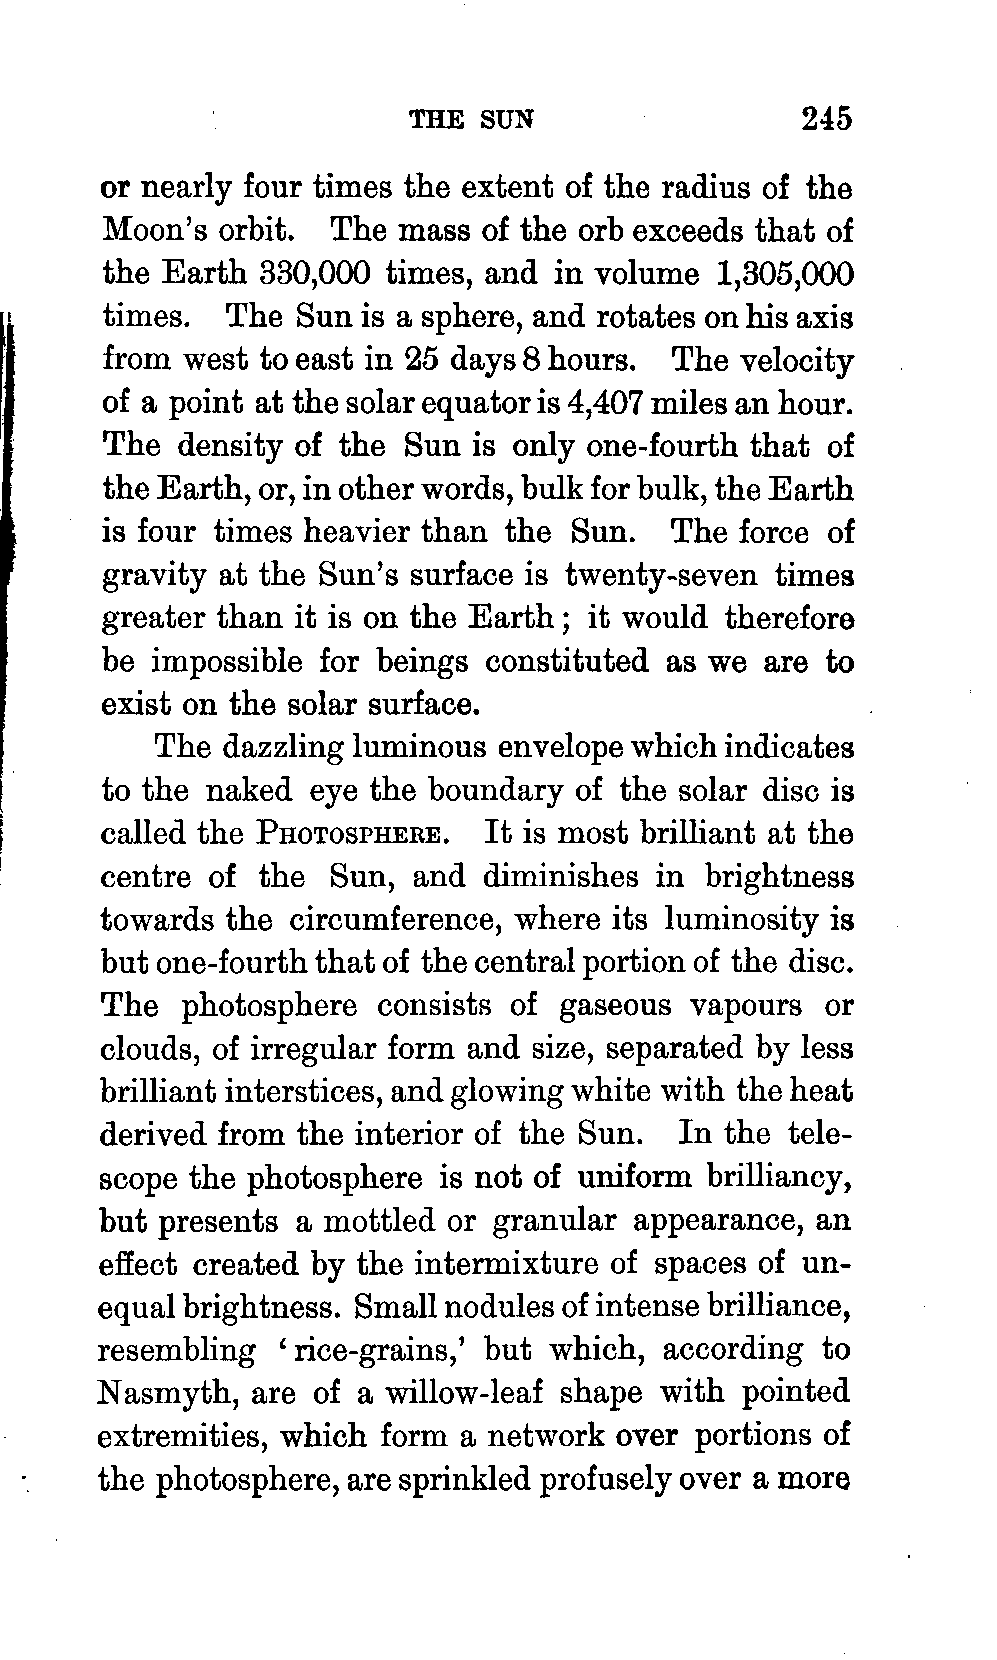 THE SUN 245
or nearly four times the extent of the radius of the
Moon's orbit. The mass of the orb exceeds that of
the Earth 330,000 times, and in volume 1,305,000
times. The Sun is a sphere, and rotates on his axis
from west to east in 25 days 8 hours. The velocity
of a point at the solar equator is 4,407 miles an hour.
The density of the Sun is only one-fourth that of
the Earth, or, in other words, bulk for bulk, the Earth
is four times heavier than the Sun. The force of
gravity at the Sun's surface is twenty-seven times
greater than it is on the Earth; it would therefore
be impossible for beings constituted as we are to
exist on the solar surface.
The dazzling luminous envelope which indicates
to the naked eye the boundary of the solar disc is
called the PHOTOSPHERE. It is most brilliant at the
centre of the Sun, and diminishes in brightness
towards the circumference, where its luminosity is
but one-fourth that of the central portion of the disc.
The photosphere consists of gaseous vapours or
clouds, of irregular form and size, separated by less
brilliant interstices, and glowing white with the heat
derived from the interior of the Sun. In the tele-
scope the photosphere is not of uniform brilliancy,
but presents a mottled or granular appearance, an
effect created by the intermixture of spaces of un-
equal brightness. Small nodules of intense brilliance,
resembling ‘rice-grains,’ but which, according to
Nasmyth, are of a willow-leaf shape with pointed
extremities, which form a network over portions of
the photosphere, are sprinkled profusely over a more